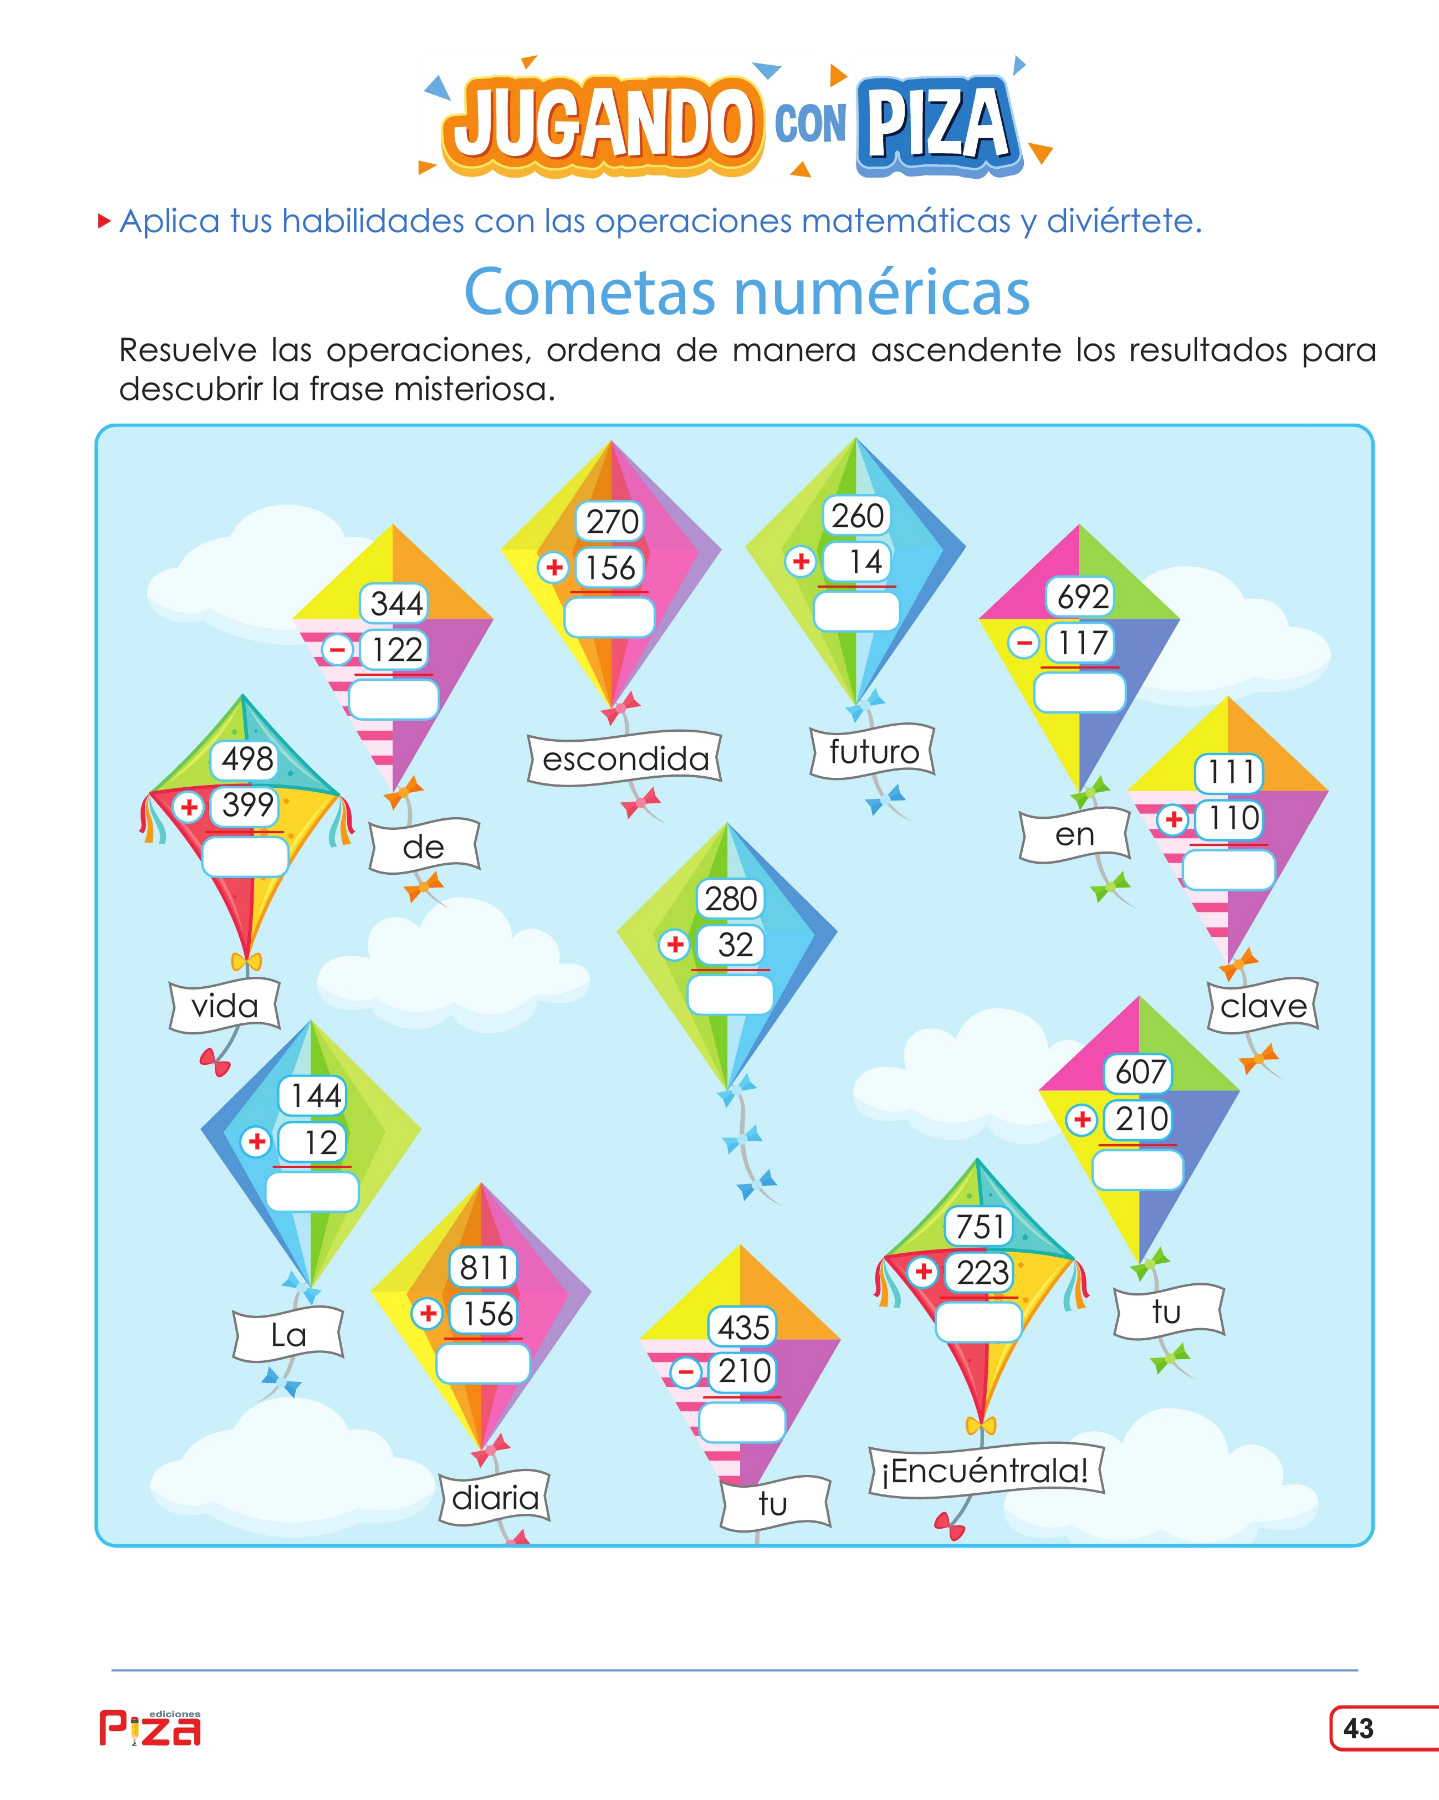 JUGANDO CON PIZA
Aplica tus habilidades con las operaciones matemáticas y diviértete.
Cometas numéricas
Resuelve las operaciones, ordena de manera ascendente los resultados para
descubrir la frase misteriosa.
344
- 122
de
270
+ 156
escondida
260
+ 14
futuro
692
- 117
en
498
+ 399
vida
280
+ 32
111
+ 110
clave
144
+ 12
La
811
+ 156
diaria
435
- 210
tu
751
+ 223
¡Encuéntrala!
607
+ 210
tu
ediciones
Piza
43